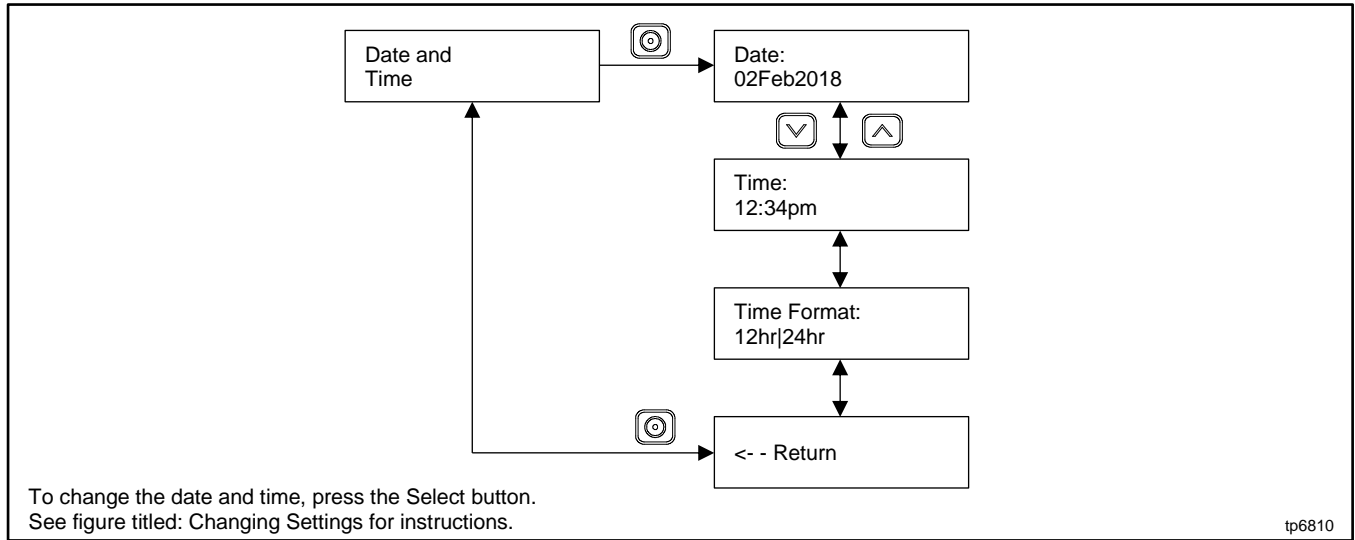 Date and
Time
Date:
02Feb2018
Time:
12:34pm
Time Format:
12hr|24hr
<- - Return
To change the date and time, press the Select button.
See figure titled: Changing Settings for instructions.
tp6810